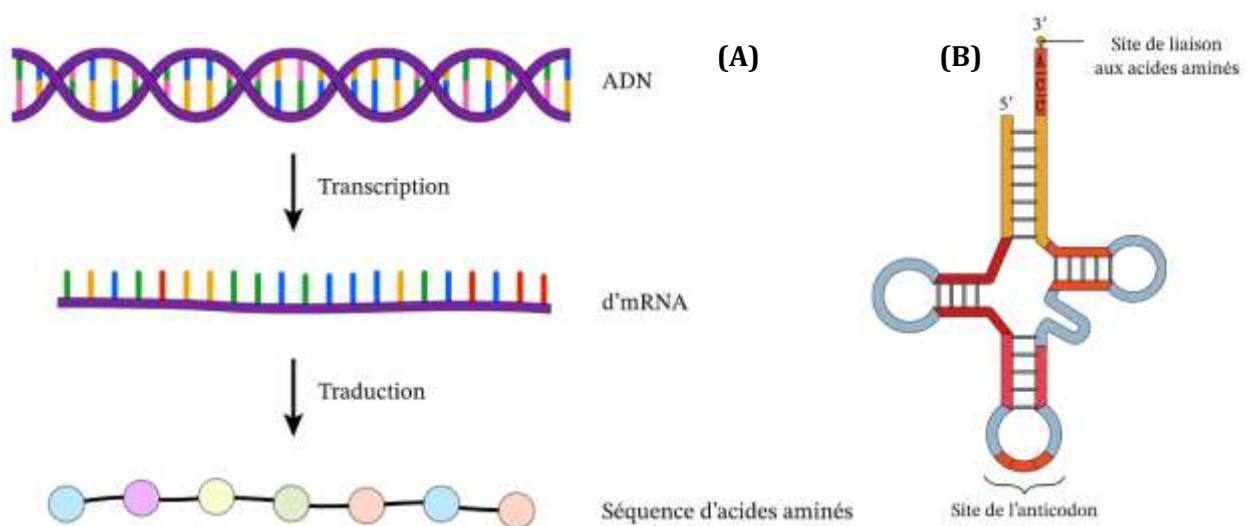 (A)
ADN
Transcription
d'mRNA
Traduction
Séquence d'acides aminés
(B)
3'
Site de liaison
aux acides aminés
5'
A
C
C
Site de l'anticodon